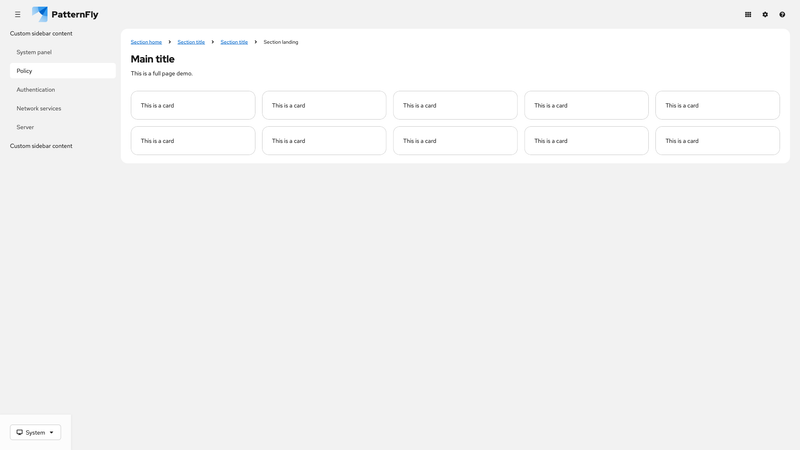 PatternFly
Custom sidebar content
System panel
Policy
Authentication
Network services
Server
Custom sidebar content
Section home Section title Section title Section landing
Main title
This is a full page demo.
This is a card This is a card This is a card This is a card This is a card
This is a card This is a card This is a card This is a card This is a card
System